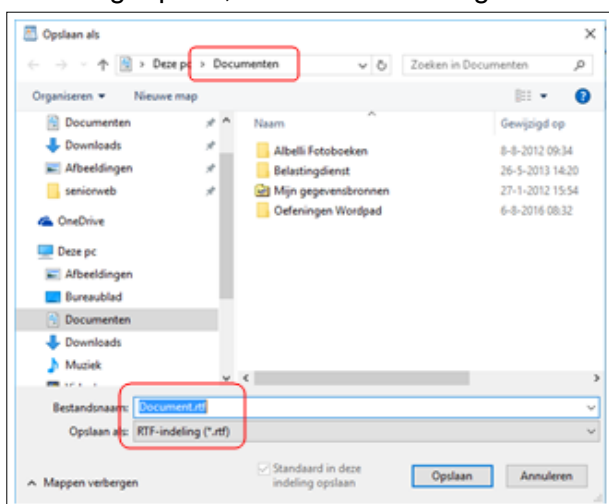 Opslaan als
Deze pc > Documenten
Zoeken in Documenten
Organiseren
Nieuwe map
Documenten
Downloads
Afbeeldingen
seniorweb
OneDrive
Deze pc
Afbeeldingen
Bureaublad
Documenten
Downloads
Muziek
Naam
Gewijzigd op
Albelli Fotoboeken
8-8-2012 09:34
Belastingdienst
26-5-2013 14:20
Mijn gegevensbronnen
27-1-2012 15:54
Oefeningen Wordpad
6-8-2016 08:32
Bestandsnaam: Document.rtf
Opslaan als: RTF-indeling (*.rtf)
Mappen verbergen
Standaard in deze
indeling opslaan
Opslaan
Annuleren